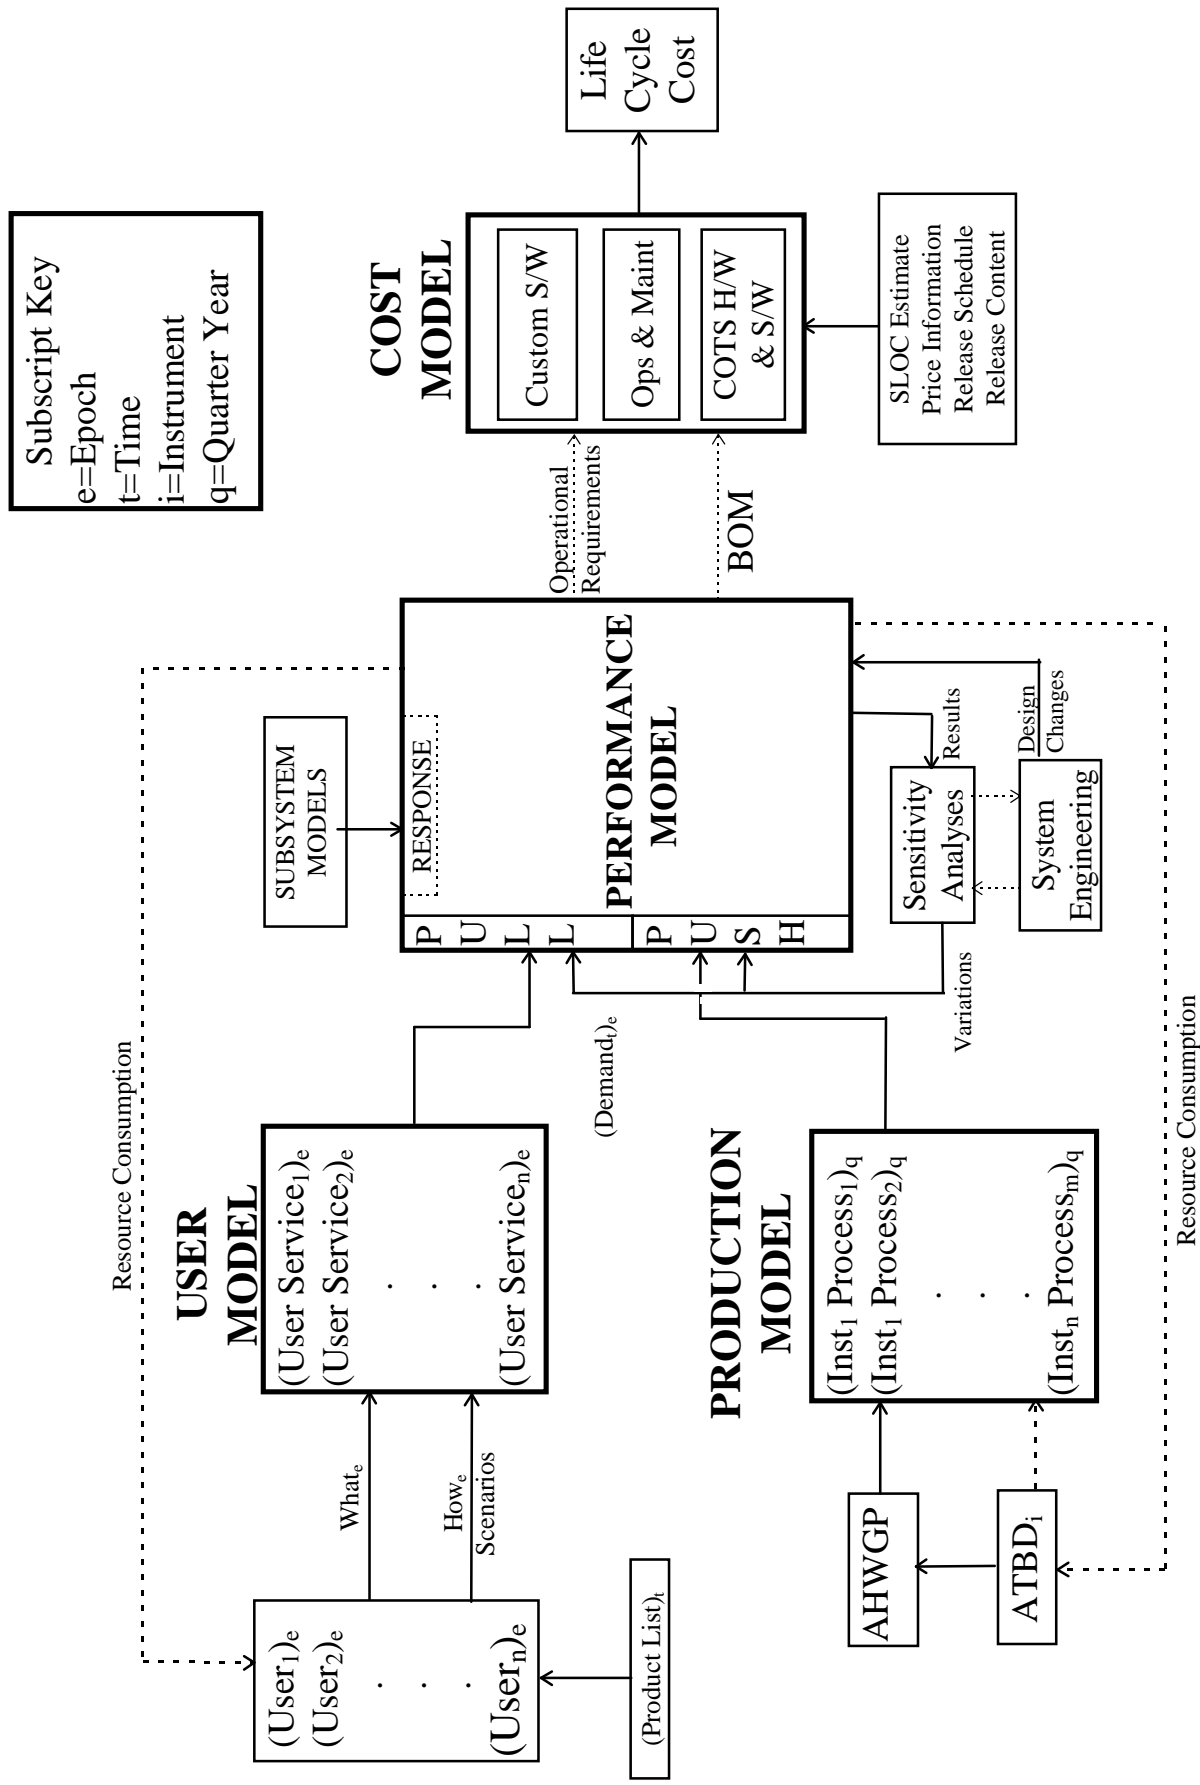 Subscript Key
e=Epoch
t=Time
i=Instrument
q=Quarter Year
Resource Consumption
(User₁)ₑ
(User₂)ₑ
.
.
.
(Userₙ)ₑ
(Product List)ₜ
Whatₑ
Howₑ
Scenarios
USER
MODEL
(User Service₁)ₑ
(User Service₂)ₑ
.
.
.
(User Serviceₙ)ₑ
(Demandₜ)ₑ
SUBSYSTEM
MODELS
RESPONSE
P
U
L
L
P
U
S
H
PERFORMANCE
MODEL
Operational
Requirements
BOM
COST
MODEL
Custom S/W
Ops & Maint
COTS H/W
& S/W
Life
Cycle
Cost
SLOC Estimate
Price Information
Release Schedule
Release Content
AHWGP
ATBDᵢ
PRODUCTION
MODEL
(Inst₁ Process₁)q
(Inst₁ Process₂)q
.
.
.
(Instₙ Processₘ)q
Variations
Sensitivity
Analyses
Results
System
Engineering
Design
Changes
Resource Consumption